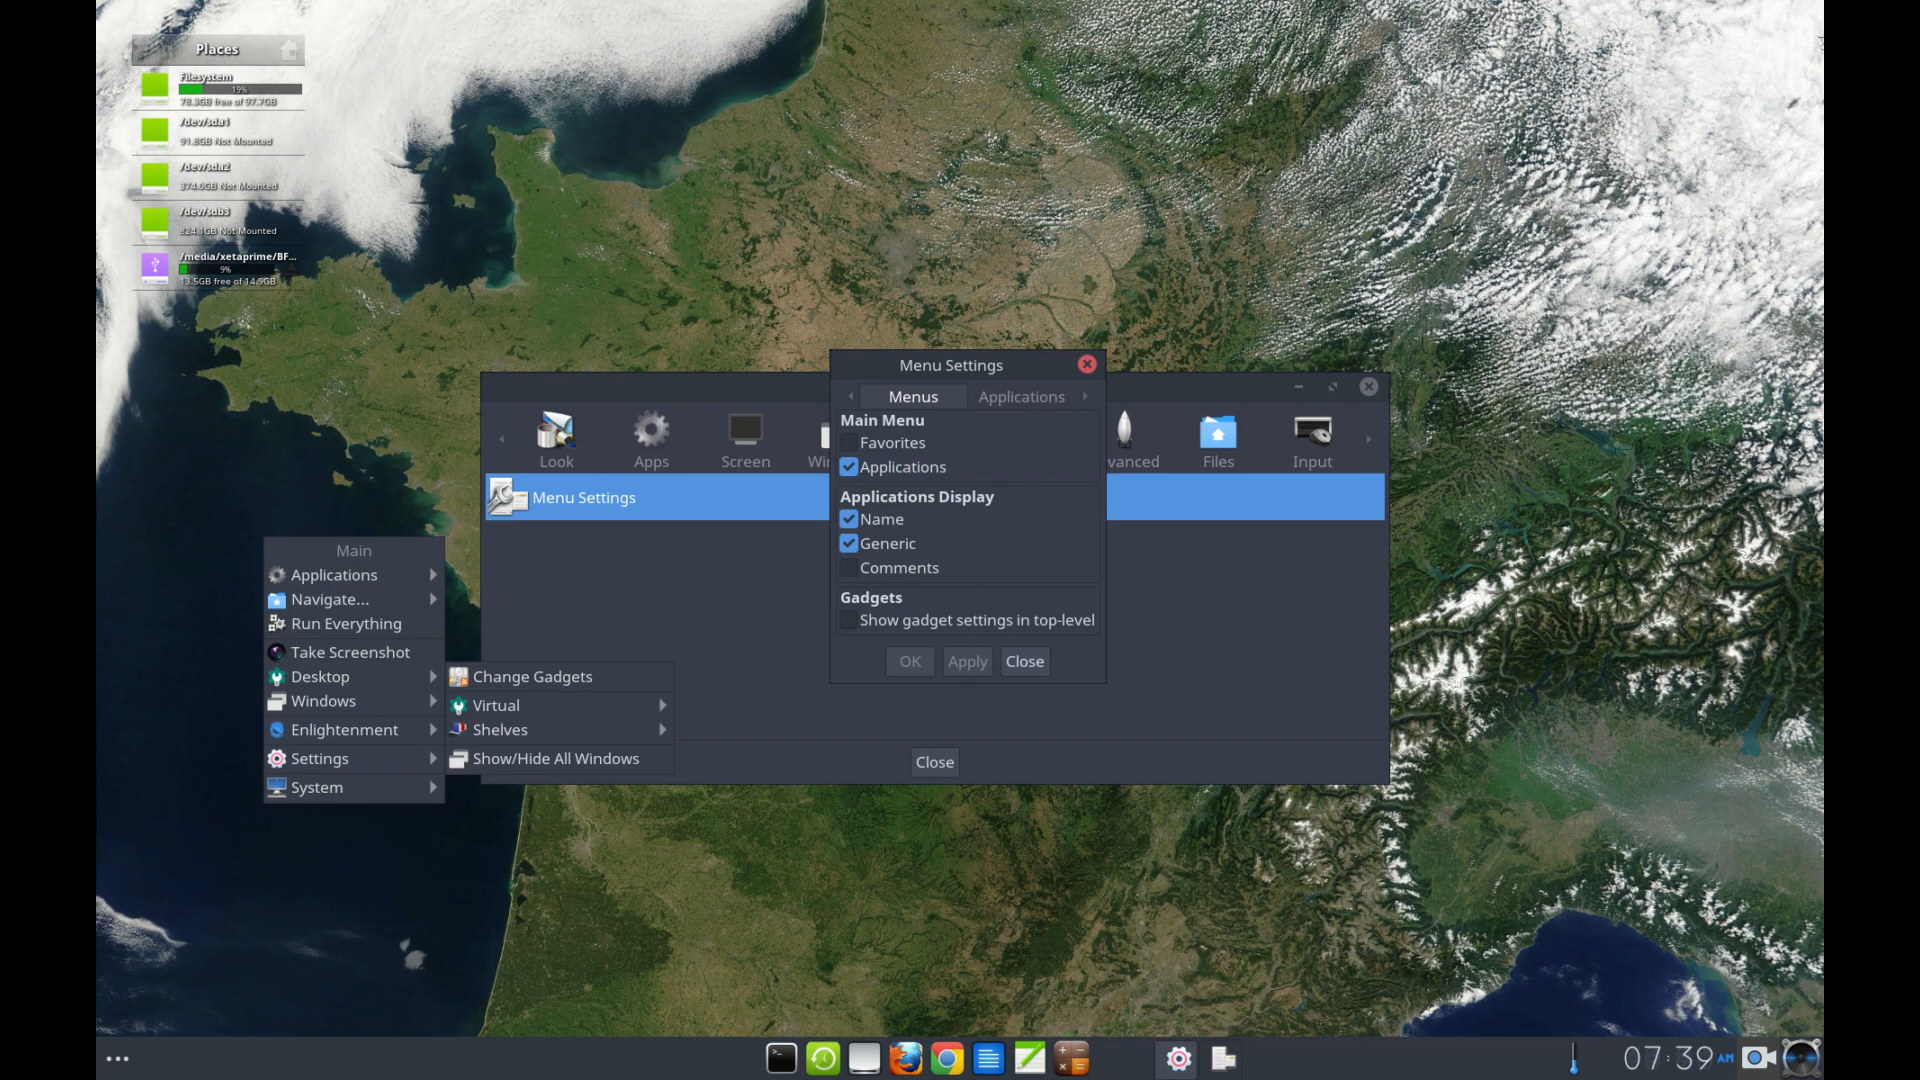 Places
Filesystem
19%
78.3GB free of 97.7GB
/dev/sda1
91.8GB Not Mounted
/dev/sda2
374.0GB Not Mounted
/dev/sdb3
824.1GB Not Mounted
/media/xetaprime/BF...
9%
13.5GB free of 14.9GB
Look
Apps
Screen
Win
vanced
Files
Input
Menu Settings
Close
Menu Settings
Menus
Applications
Main Menu
Favorites
Applications
Applications Display
Name
Generic
Comments
Gadgets
Show gadget settings in top-level
OK
Apply
Close
Main
Applications
Navigate...
Run Everything
Take Screenshot
Desktop
Windows
Enlightenment
Settings
System
Change Gadgets
Virtual
Shelves
Show/Hide All Windows
07:39 AM